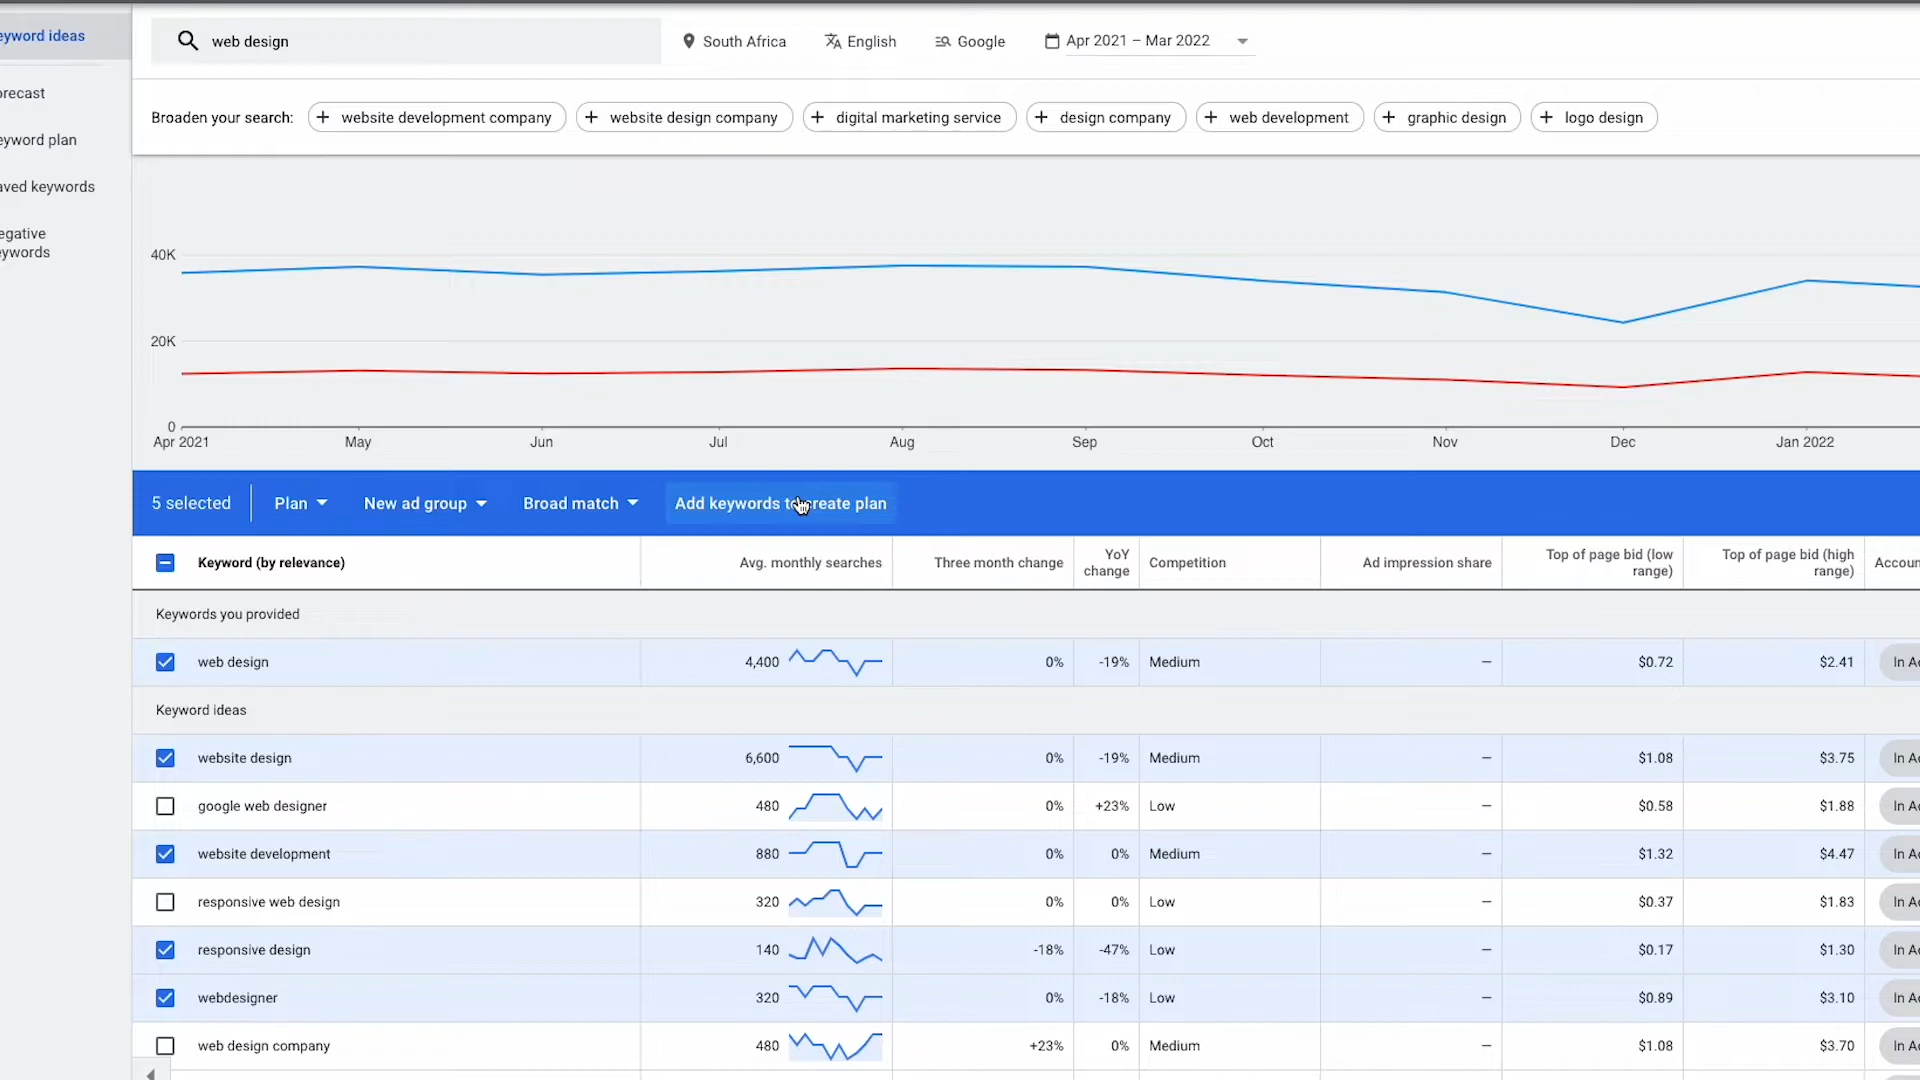 eyword ideas
orecast
eyword plan
aved keywords
egative
eywords
web design
South Africa
English
Google
Apr 2021 – Mar 2022
Broaden your search:
website development company
website design company
digital marketing service
design company
web development
graphic design
logo design
40K
20K
0
Apr 2021 May Jun Jul Aug Sep Oct Nov Dec Jan 2022
5 selected Plan New ad group Broad match Add keywords to create plan
Keyword (by relevance) Avg. monthly searches Three month change YoY change Competition Ad impression share Top of page bid (low range) Top of page bid (high range) Accoun
Keywords you provided
web design 4,400 0% -19% Medium – $0.72 $2.41 In Ac
Keyword ideas
website design 6,600 0% -19% Medium – $1.08 $3.75 In Ac
google web designer 480 0% +23% Low – $0.58 $1.88 In Ac
website development 880 0% 0% Medium – $1.32 $4.47 In Ac
responsive web design 320 0% 0% Low – $0.37 $1.83 In Ac
responsive design 140 -18% -47% Low – $0.17 $1.30 In Ac
webdesigner 320 0% -18% Low – $0.89 $3.10 In Ac
web design company 480 +23% 0% Medium – $1.08 $3.70 In Ac